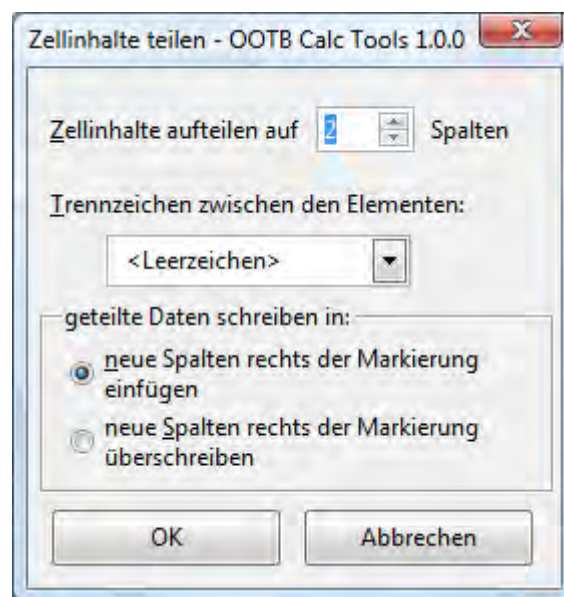 Zellinhalte teilen - OOTB Calc Tools 1.0.0
Zellinhalte aufteilen auf 2 Spalten
Trennzeichen zwischen den Elementen:
<Leerzeichen>
geteilte Daten schreiben in:
neue Spalten rechts der Markierung
einfügen
neue Spalten rechts der Markierung
überschreiben
OK Abbrechen